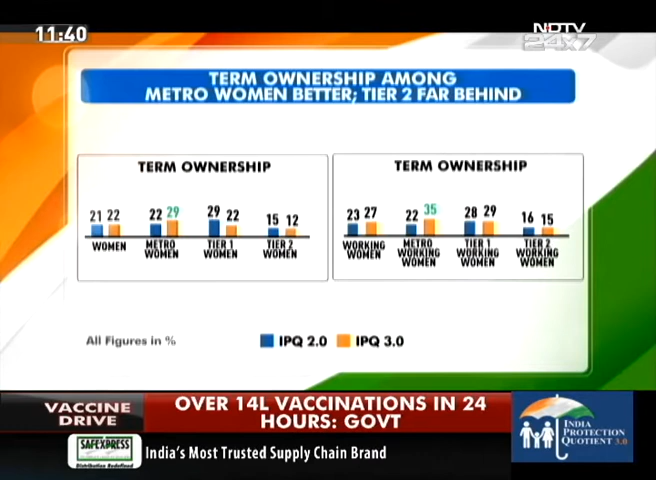 11:40
NDTV
24x7
TERM OWNERSHIP AMONG
METRO WOMEN BETTER; TIER 2 FAR BEHIND
TERM OWNERSHIP
21 22 22 29 29 22 15 12
WOMEN METRO WOMEN TIER 1 WOMEN TIER 2 WOMEN
TERM OWNERSHIP
23 27 22 35 28 29 16 15
WORKING WOMEN METRO WORKING WOMEN TIER 1 WORKING WOMEN TIER 2 WORKING WOMEN
All Figures in %
IPQ 2.0 IPQ 3.0
VACCINE
DRIVE
OVER 14L VACCINATIONS IN 24
HOURS: GOVT
SAFEXPRESS
Distribution Redefined
India's Most Trusted Supply Chain Brand
INDIA
PROTECTION
QUOTIENT 3.0